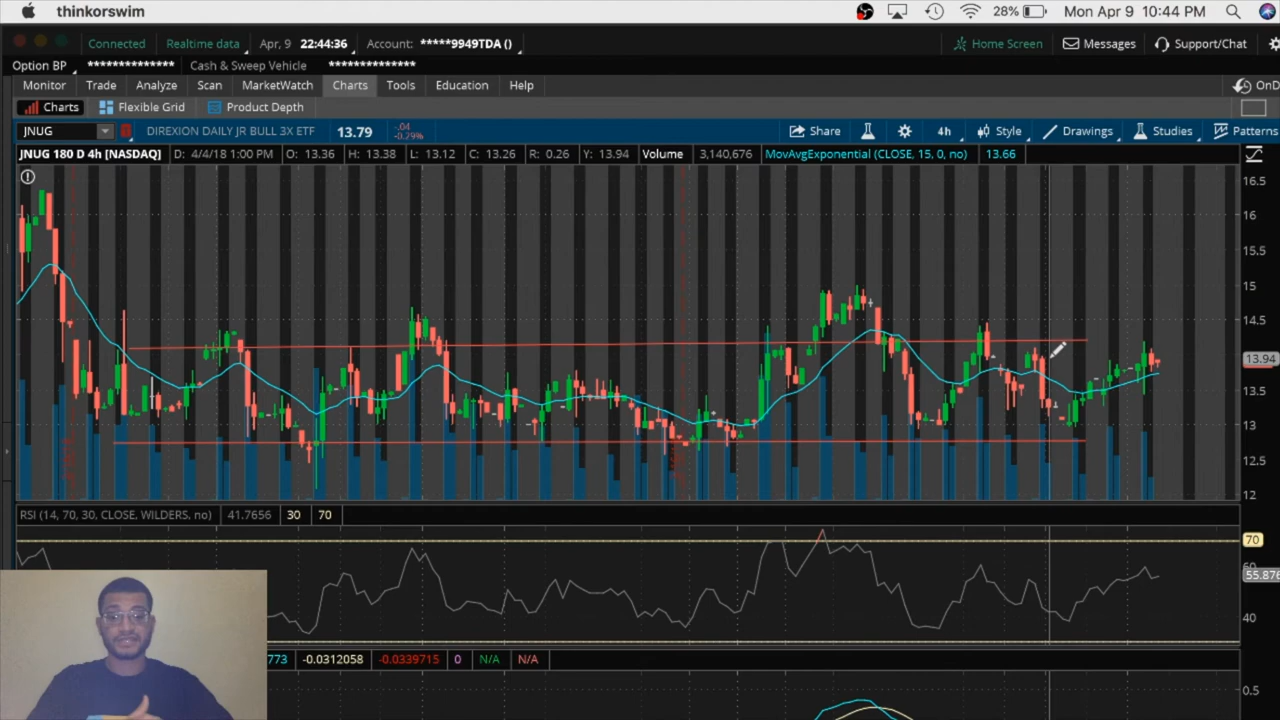 thinkorswim 28% Mon Apr 9 10:44 PM
Connected Realtime data Apr, 9 22:44:36 Account: *****9949TDA () Home Screen Messages Support/Chat
Option BP ************** Cash & Sweep Vehicle **************
Monitor Trade Analyze Scan MarketWatch Charts Tools Education Help OnD
Charts Flexible Grid Product Depth
JNUG DIREXION DAILY JR BULL 3X ETF 13.79 -.04 -0.29% Share 4h Style Drawings Studies Patterns
JNUG 180 D 4h [NASDAQ] D: 4/4/18 1:00 PM O: 13.36 H: 13.38 L: 13.12 C: 13.26 R: 0.26 Y: 13.94 Volume 3,140,676 MovAvgExponential (CLOSE, 15, 0, no) 13.66
16.5
16
15.5
15
14.5
13.94
13.5
13
12.5
12
RSI (14, 70, 30, CLOSE, WILDERS, no) 41.7656 30 70
70
60
55.876
40
773 -0.0312058 -0.0339715 0 N/A N/A
0.5